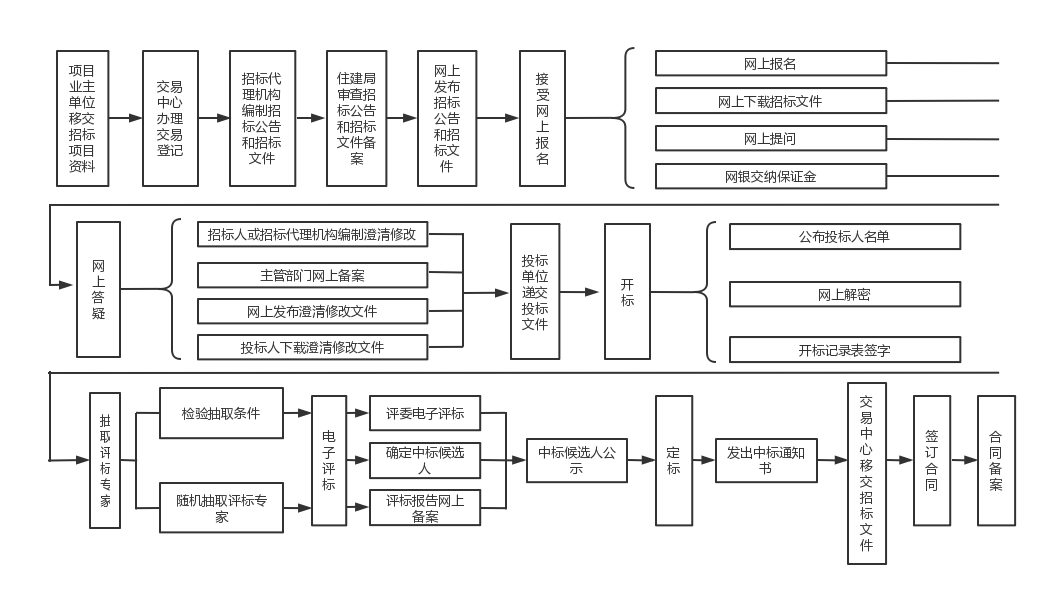 项目
业主
单位
移交
招标
项目
资料
交易
中心
办理
交易
登记
招标代
理机构
编制招
标公告
和招标
文件
住建局
审查招
标公告
和招标
文件备
案
网上
发布
招标
公告
和招
标文
件
接
受
网
上
报
名
网上报名
网上下载招标文件
网上提问
网银交纳保证金
网
上
答
疑
招标人或招标代理机构编制澄清修改
主管部门网上备案
网上发布澄清修改文件
投标人下载澄清修改文件
投标
单位
递交
投标
文件
开
标
公布投标人名单
网上解密
开标记录表签字
抽
取
评
标
专
家
检验抽取条件
随机抽取评标专
家
电
子
评
标
评委电子评标
确定中标候选
人
评标报告网上
备案
中标候选人公
示
定
标
发出中标通知
书
交
易
中
心
移
交
招
标
文
件
签
订
合
同
合
同
备
案